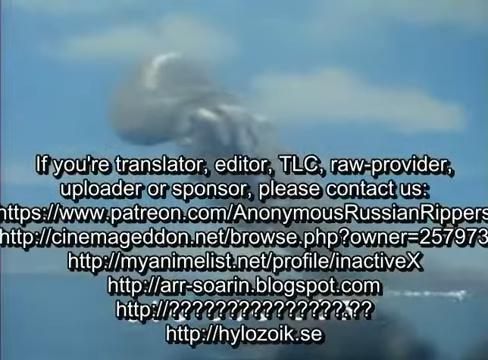 If you're translator, editor, TLC, raw-provider,
uploader or sponsor, please contact us:
https://www.patreon.com/AnonymousRussianRippers
http://cinemageddon.net/browse.php?owner=257973
http://myanimelist.net/profile/inactiveX
http://arr-soarin.blogspot.com
http://???????????????.??
http://hylozoik.se